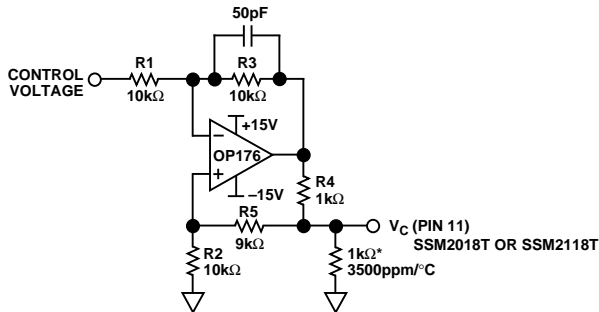 50pF
R1
10kΩ
R3
10kΩ
CONTROL
VOLTAGE
+15V
–
OP176
+
–15V
R4
1kΩ
R5
9kΩ
R2
10kΩ
VC (PIN 11)
SSM2018T OR SSM2118T
1kΩ*
3500ppm/°C